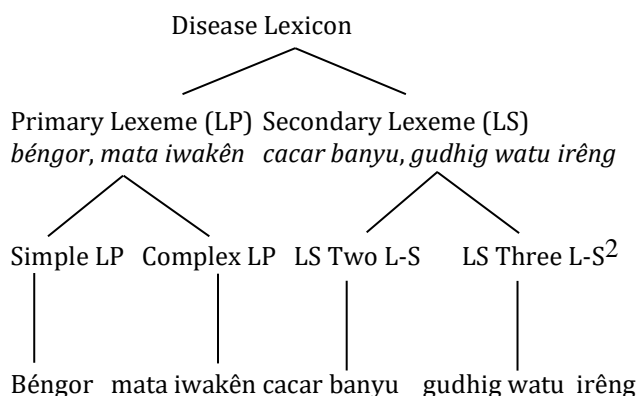 Disease Lexicon
Primary Lexeme (LP) Secondary Lexeme (LS)
béngor, mata iwakên cacar banyu, gudhig watu irêng
Simple LP Complex LP LS Two L-S LS Three L-S²
Béngor mata iwakên cacar banyu gudhig watu irêng